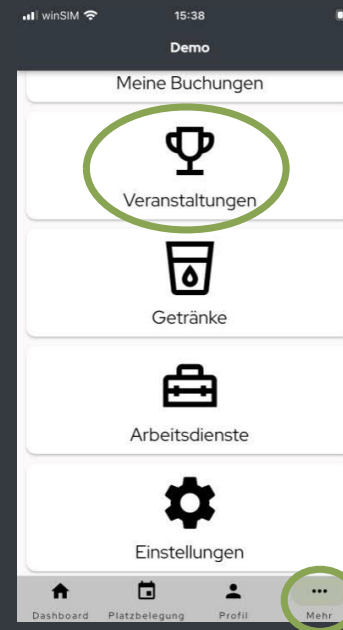 winSIM
15:38
Demo
Meine Buchungen
Veranstaltungen
Getränke
Arbeitsdienste
Einstellungen
Dashboard
Platzbelegung
Profil
Mehr